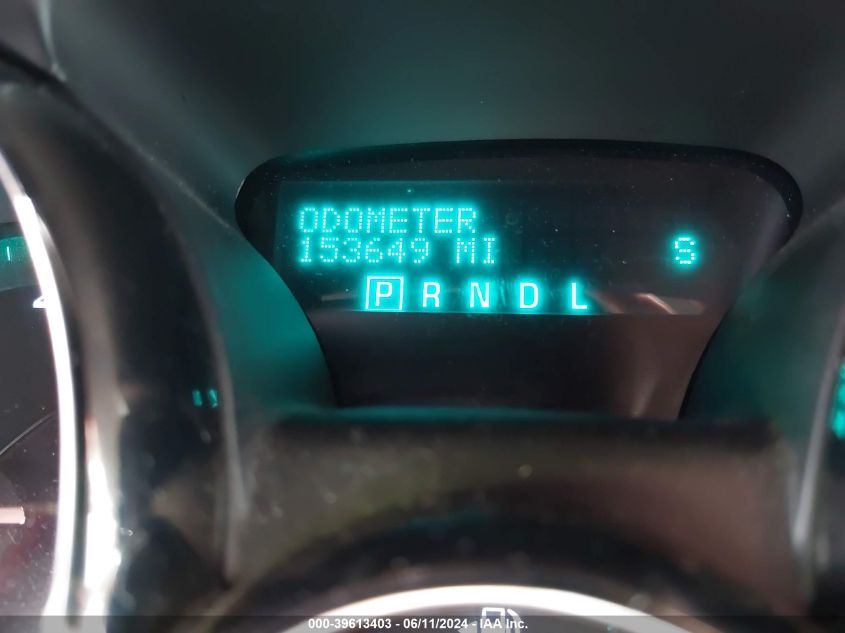 ODOMETER
153649 MI S
P R N D L
000-39613403 - 06/11/2024 - IAA Inc.